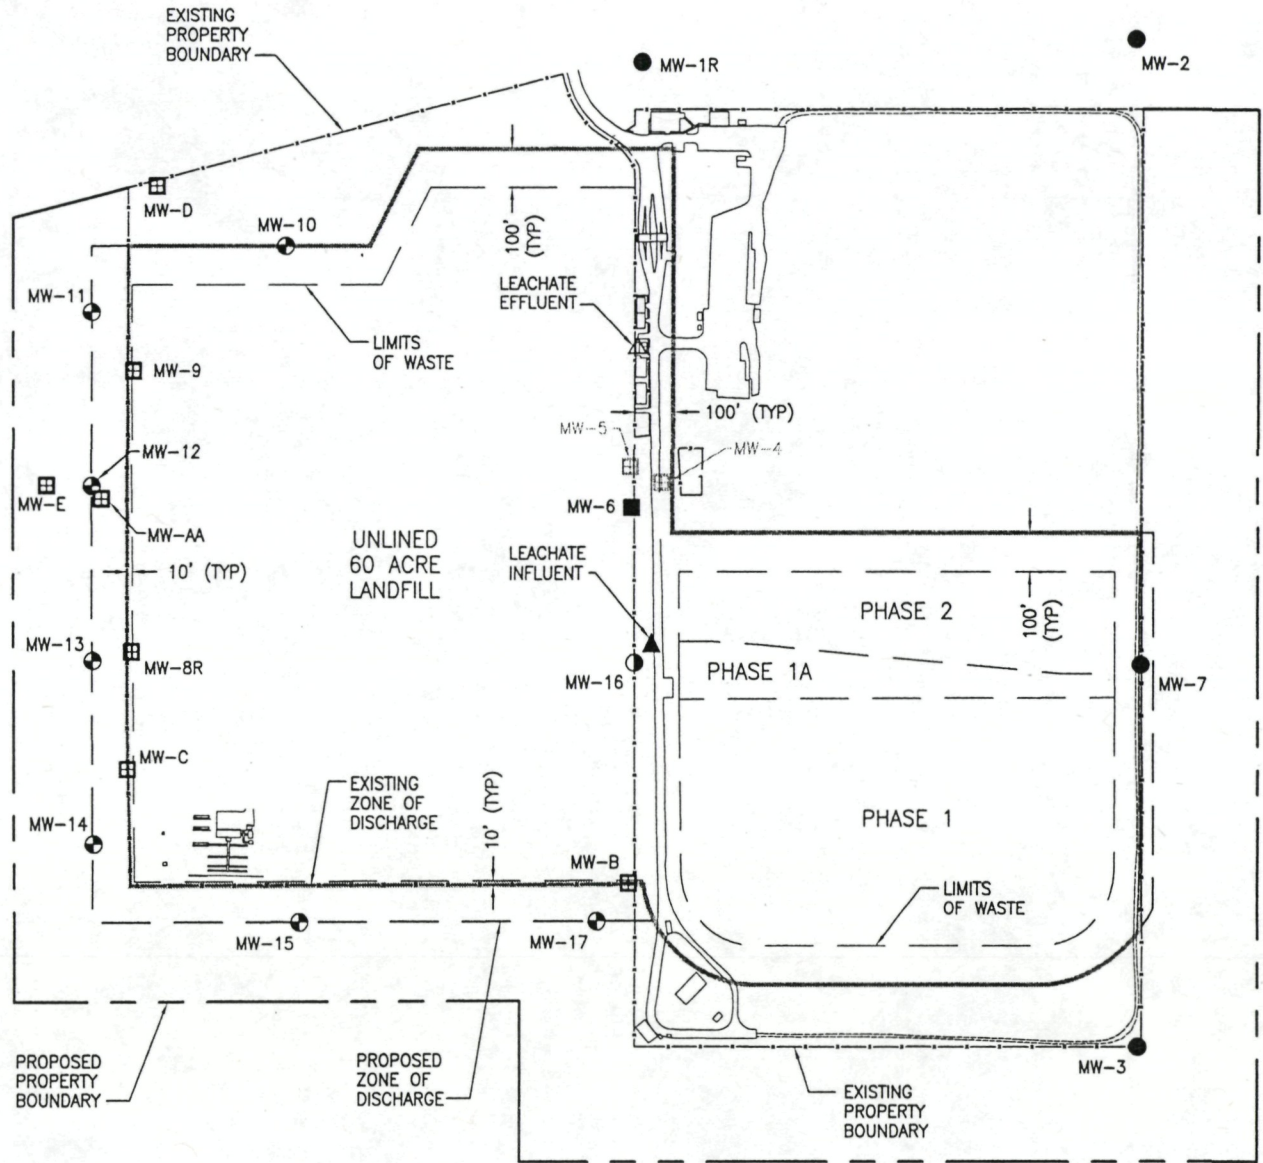 EXISTING
PROPERTY
BOUNDARY
MW-1R
MW-2
MW-D
MW-10
100'
(TYP)
MW-11
LEACHATE
EFFLUENT
LIMITS
OF WASTE
MW-9
100' (TYP)
MW-5
MW-4
MW-12
MW-E
MW-AA
MW-6
UNLINED
60 ACRE
LANDFILL
LEACHATE
INFLUENT
10' (TYP)
PHASE 2
100'
(TYP)
MW-13
MW-8R
MW-16
PHASE 1A
MW-7
MW-C
EXISTING
ZONE OF
DISCHARGE
10' (TYP)
MW-14
PHASE 1
MW-B
LIMITS
OF WASTE
MW-15
MW-17
PROPOSED
PROPERTY
BOUNDARY
PROPOSED
ZONE OF
DISCHARGE
MW-3
EXISTING
PROPERTY
BOUNDARY